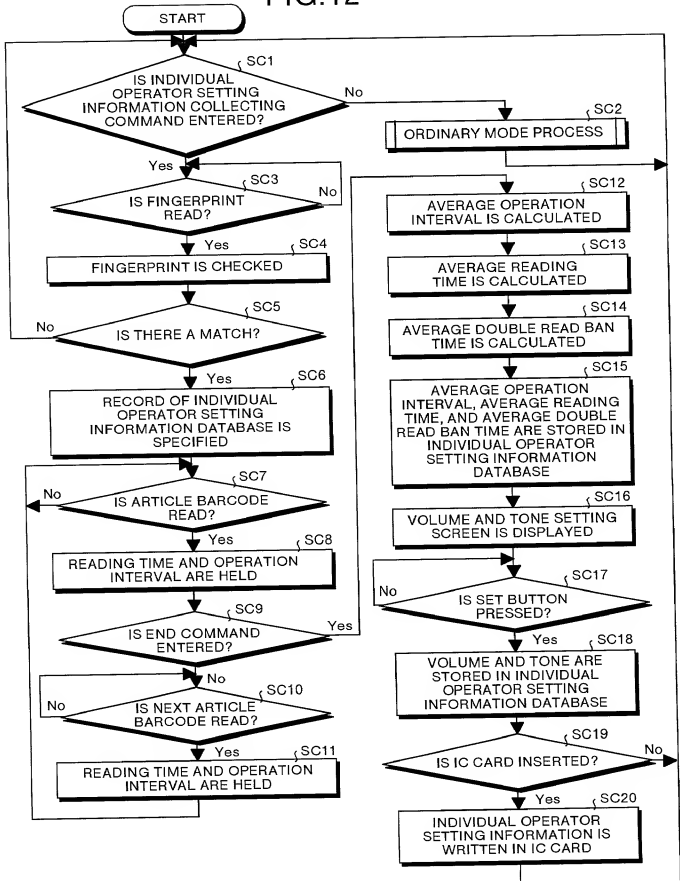 FIG.12
START
SC1
IS INDIVIDUAL
OPERATOR SETTING
INFORMATION COLLECTING
COMMAND ENTERED?
No
SC2
ORDINARY MODE PROCESS
Yes
SC3
IS FINGERPRINT
READ?
No
Yes
SC4
FINGERPRINT IS CHECKED
SC5
No
IS THERE A MATCH?
Yes
SC6
RECORD OF INDIVIDUAL
OPERATOR SETTING
INFORMATION DATABASE IS
SPECIFIED
SC7
No
IS ARTICLE BARCODE
READ?
Yes
SC8
READING TIME AND OPERATION
INTERVAL ARE HELD
SC9
IS END COMMAND
ENTERED?
Yes
No
SC10
No
IS NEXT ARTICLE
BARCODE READ?
Yes
SC11
READING TIME AND OPERATION
INTERVAL ARE HELD
SC12
AVERAGE OPERATION
INTERVAL IS CALCULATED
SC13
AVERAGE READING
TIME IS CALCULATED
SC14
AVERAGE DOUBLE READ BAN
TIME IS CALCULATED
SC15
AVERAGE OPERATION
INTERVAL, AVERAGE READING
TIME, AND AVERAGE DOUBLE
READ BAN TIME ARE STORED IN
INDIVIDUAL OPERATOR
SETTING INFORMATION
DATABASE
SC16
VOLUME AND TONE SETTING
SCREEN IS DISPLAYED
SC17
No
IS SET BUTTON
PRESSED?
Yes
SC18
VOLUME AND TONE ARE
STORED IN INDIVIDUAL
OPERATOR SETTING
INFORMATION DATABASE
SC19
No
IS IC CARD INSERTED?
Yes
SC20
INDIVIDUAL OPERATOR
SETTING INFORMATION IS
WRITTEN IN IC CARD